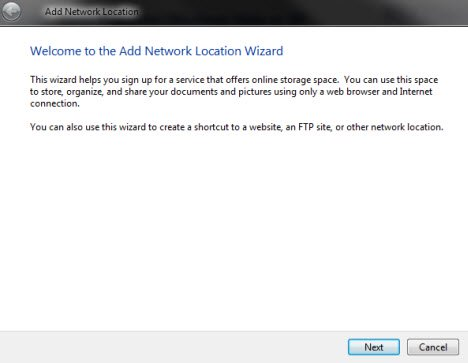 Add Network Location
Welcome to the Add Network Location Wizard
This wizard helps you sign up for a service that offers online storage space.  You can use this space
to store, organize, and share your documents and pictures using only a web browser and Internet
connection.
You can also use this wizard to create a shortcut to a website, an FTP site, or other network location.
Next
Cancel